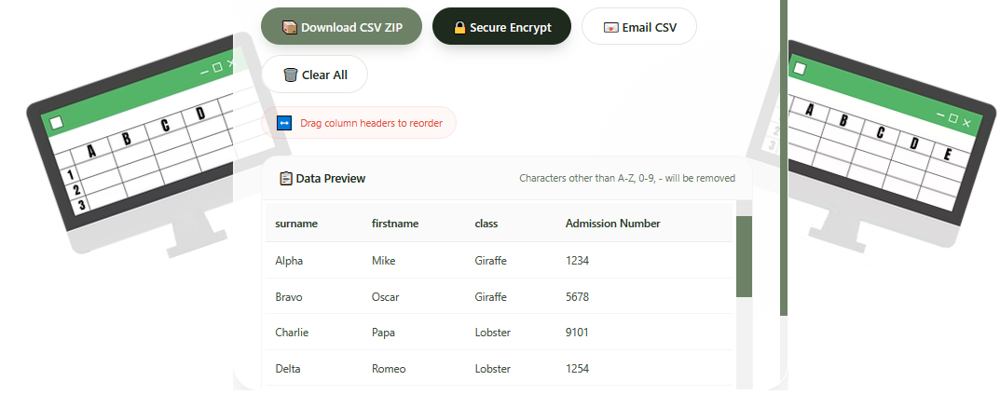 Download CSV ZIP Secure Encrypt Email CSV
Clear All
Drag column headers to reorder
Data Preview Characters other than A-Z, 0-9, - will be removed
surname firstname class Admission Number
Alpha Mike Giraffe 1234
Bravo Oscar Giraffe 5678
Charlie Papa Lobster 9101
Delta Romeo Lobster 1254
A B C D
1
2
3
A B C D E
2
3